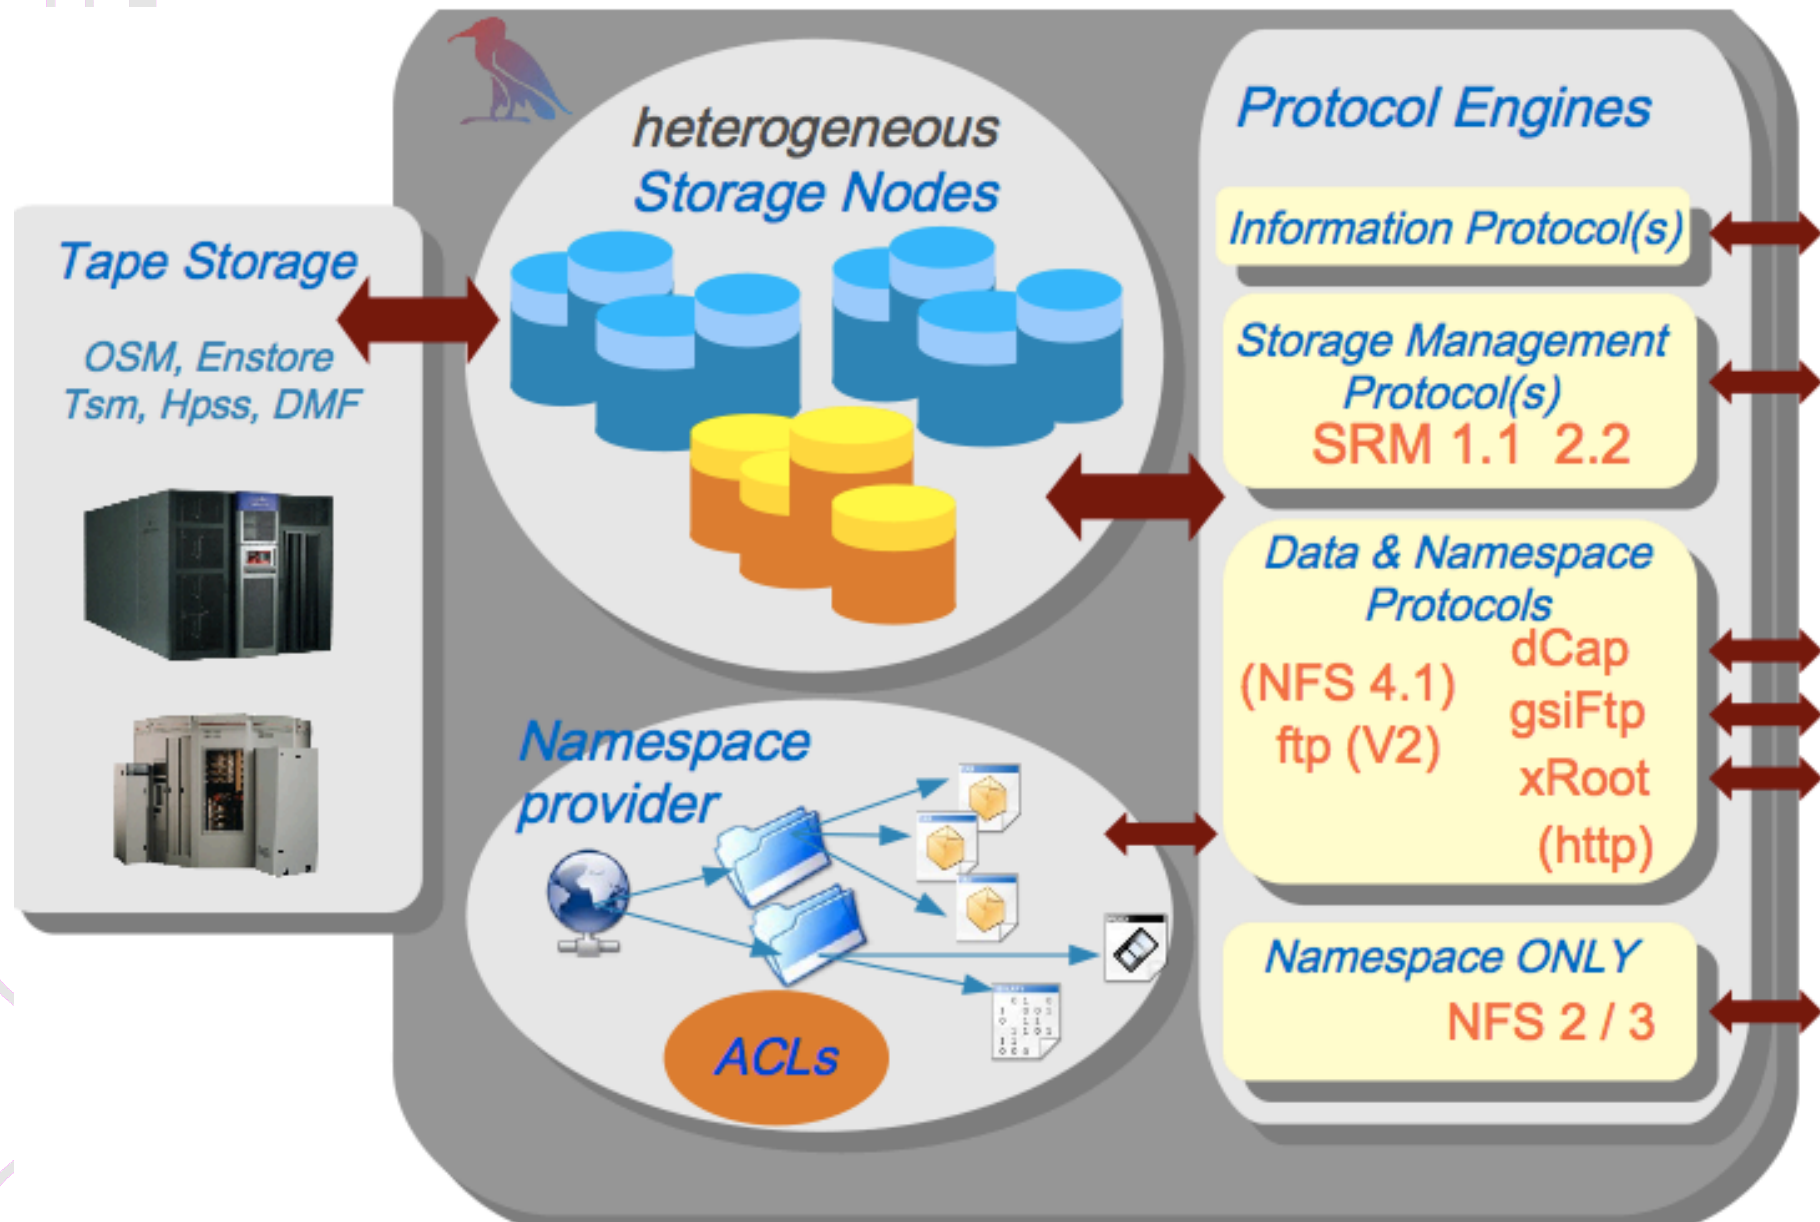 heterogeneous
Storage Nodes
Tape Storage
OSM, Enstore
Tsm, Hpss, DMF
Namespace
provider
ACLs
Protocol Engines
Information Protocol(s)
Storage Management
Protocol(s)
SRM 1.1 2.2
Data & Namespace
Protocols
(NFS 4.1)
ftp (V2)
dCap
gsiFtp
xRoot
(http)
Namespace ONLY
NFS 2 / 3